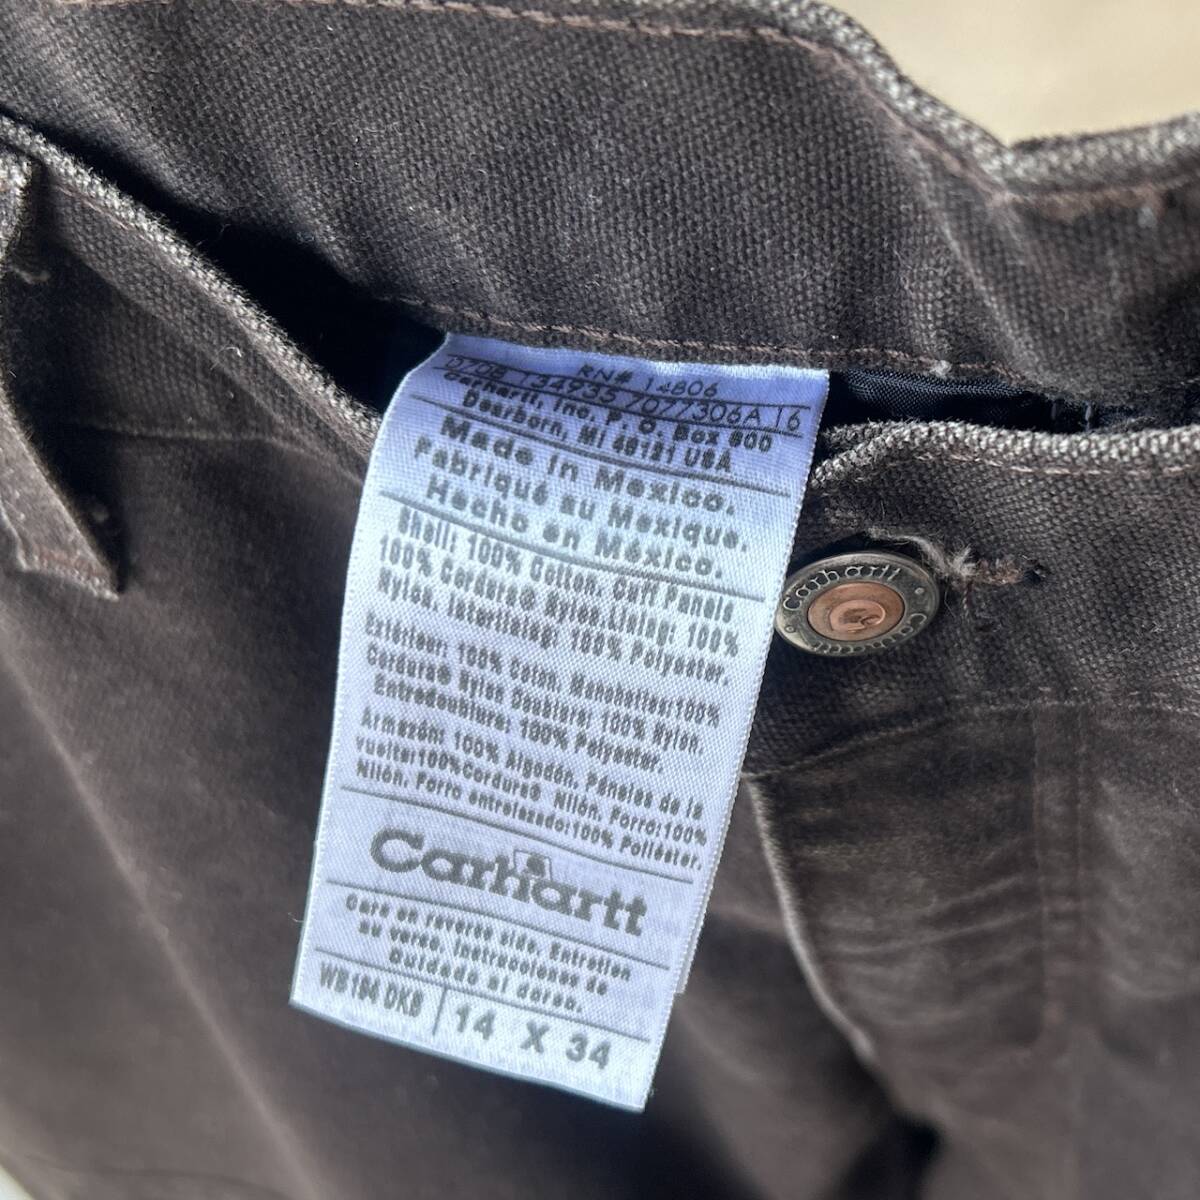 RN# 14806
0708 134935 7077306A 16
Carhartt, Inc. P. O. Box 600
Dearborn, MI 48121 USA
Made in Mexico.
Fabriqué au Mexique.
Hecho en México.
Shell: 100% Cotton, Cuff Panels
100% Cordura® Nylon, Lining: 100%
Nylon, Interlining: 100% Polyester.
Extérieur: 100% Coton, Manchettes:100%
Cordura® Nylon Doublure: 100% Nylon.
Entredoublure: 100% Polyester.
Armazón: 100% Algodón, Páneles de la
vuelter100%Cordura® Nilón, Forro:100%
Nilón. Forro entrelazado:100% Poliéster.
Carhartt
Care on reverse side. Entretien
au verso. Instrucciones de
Cuidado al dorso.
WB194 DKB 14 X 34
Carhartt
Carhartt